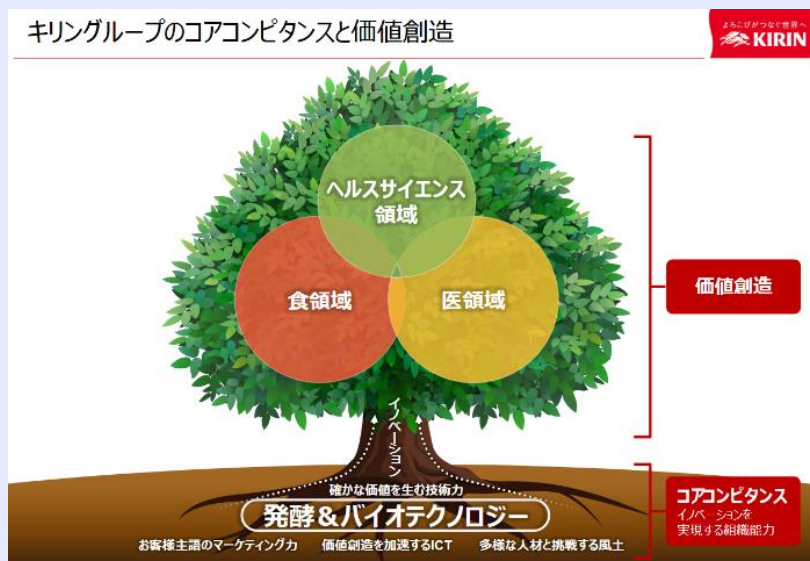 キリングループのコアコンピタンスと価値創造
よろこびがつなぐ世界へ
KIRIN
ヘルスサイエンス
領域
食領域
医領域
価値創造
イノベーション
確かな価値を生む技術力
発酵&バイオテクノロジー
お客様主語のマーケティング力 価値創造を加速するICT 多様な人材と挑戦する風土
コアコンピタンス
イノベーションを
実現する組織能力